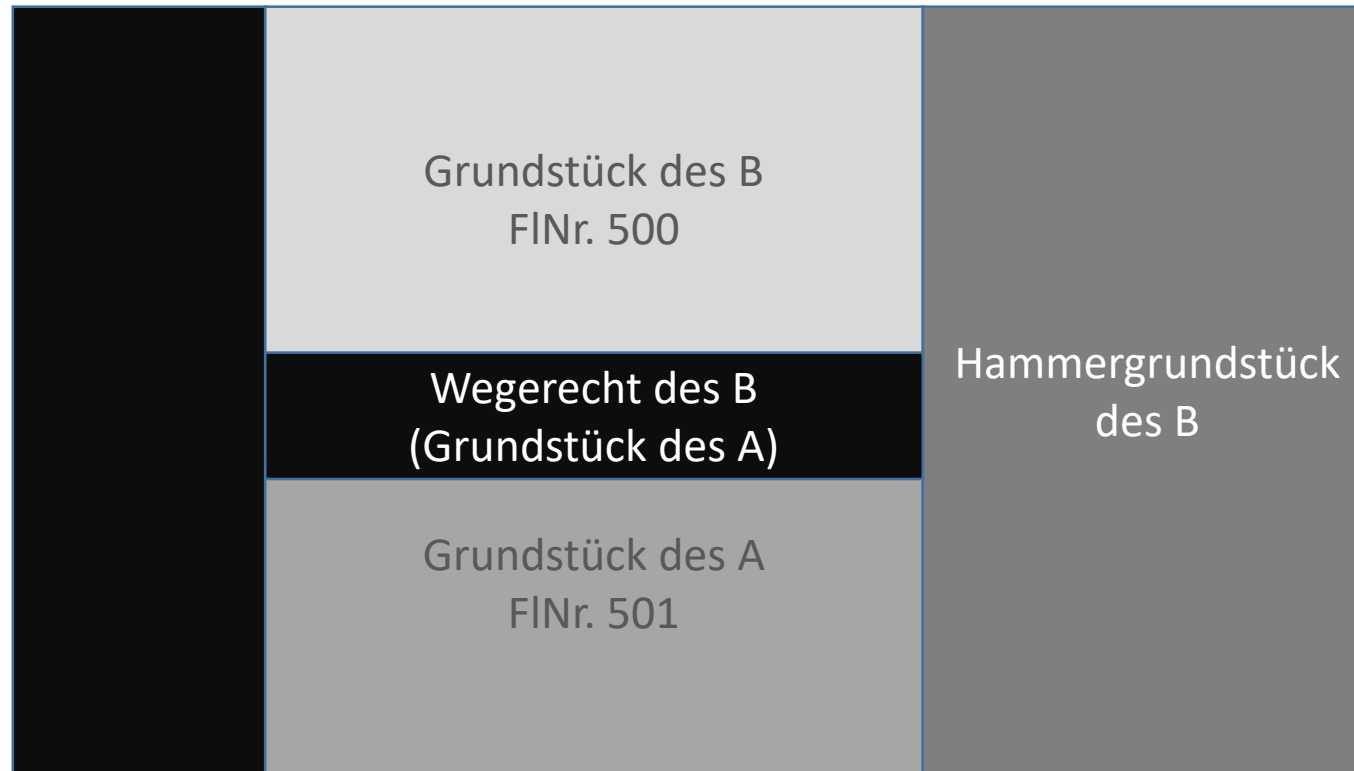 Grundstück des B
FlNr. 500
Wegerecht des B
(Grundstück des A)
Hammergrundstück
des B
Grundstück des A
FlNr. 501